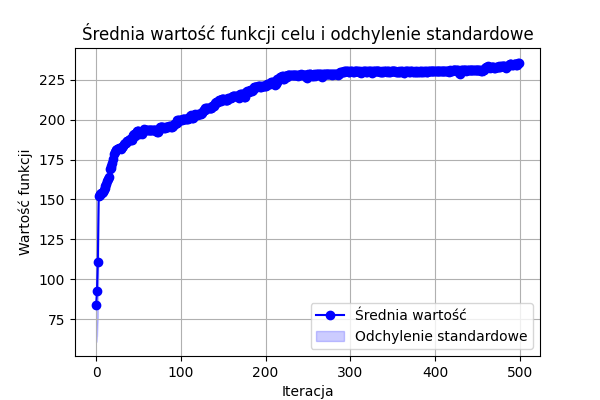 Średnia wartość funkcji celu i odchylenie standardowe
Wartość funkcji
225
200
175
150
125
100
75
Średnia wartość
Odchylenie standardowe
0 100 200 300 400 500
Iteracja